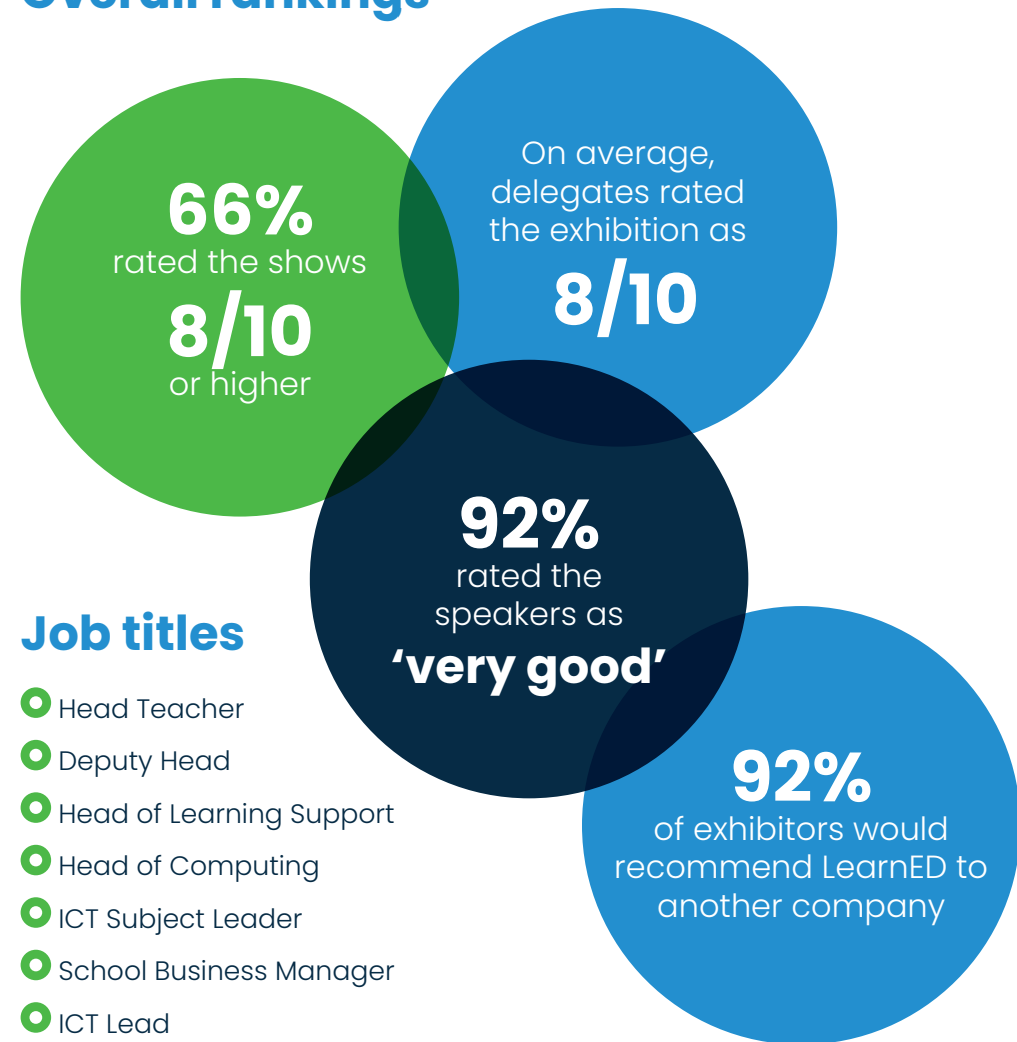 Overall rankings
66%
rated the shows
8/10
or higher
On average,
delegates rated
the exhibition as
8/10
92%
rated the
speakers as
‘very good’
92%
of exhibitors would
recommend LearnED to
another company
Job titles
Head Teacher
Deputy Head
Head of Learning Support
Head of Computing
ICT Subject Leader
School Business Manager
ICT Lead